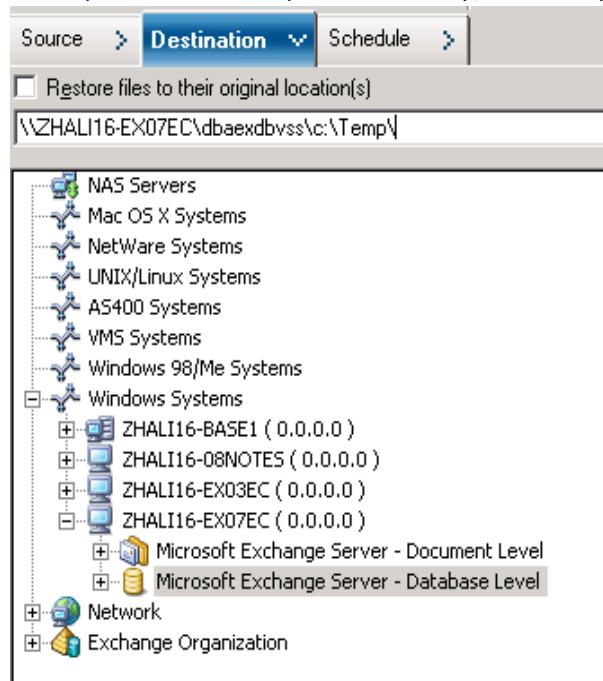 Source > Destination Schedule >
Restore files to their original location(s)
\\ZHALI16-EX07EC\dbaexdbvss\c:\Temp\
NAS Servers
Mac OS X Systems
NetWare Systems
UNIX/Linux Systems
AS400 Systems
VMS Systems
Windows 98/Me Systems
Windows Systems
ZHALI16-BASE1 ( 0.0.0.0 )
ZHALI16-08NOTES ( 0.0.0.0 )
ZHALI16-EX03EC ( 0.0.0.0 )
ZHALI16-EX07EC ( 0.0.0.0 )
Microsoft Exchange Server - Document Level
Microsoft Exchange Server - Database Level
Network
Exchange Organization